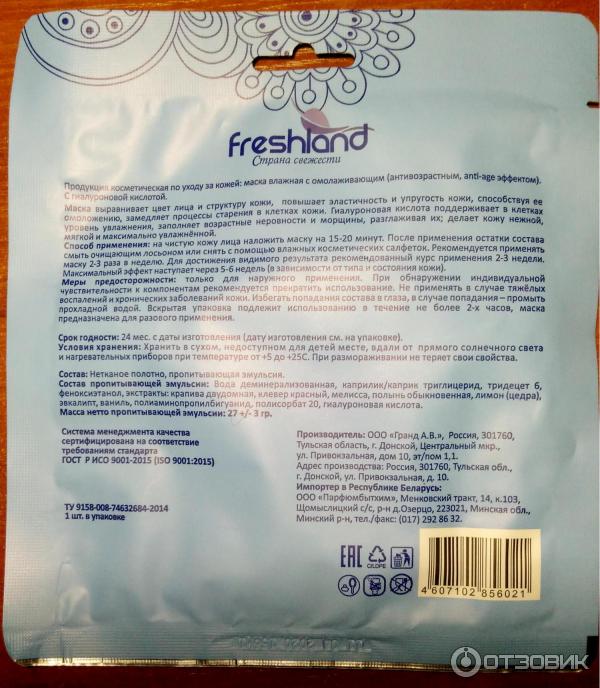 freshland
Страна свежести
Продукция косметическая по уходу за кожей: маска влажная с омолаживающим (антивозрастным, anti-age эффектом).
С гиалуроновой кислотой.
Маска выравнивает цвет лица и структуру кожи, повышает эластичность и упругость кожи, способствуя ее
омоложению, замедляет процессы старения в клетках кожи. Гиалуроновая кислота поддерживает в клетках
уровень увлажнения, заполняет возрастные неровности и морщины, разглаживая их; делает кожу нежной,
мягкой и максимально увлажнённой.
Способ применения: на чистую кожу лица наложить маску на 15-20 минут. После применения остатки состава
смыть очищающим лосьоном или снять с помощью влажных косметических салфеток. Рекомендуется применять
маску 2-3 раза в неделю. Для достижения видимого результата рекомендованный курс применения 2-3 недели.
Максимальный эффект наступает через 5-6 недель (в зависимости от типа и состояния кожи).
Меры предосторожности: только для наружного применения. При обнаружении индивидуальной
чувствительности к компонентам рекомендуется прекратить использование. Не применять в случае тяжёлых
воспалений и хронических заболеваний кожи. Избегать попадания состава в глаза, в случае попадания – промыть
прохладной водой. Вскрытая упаковка подлежит использованию в течение не более 2-х часов, маска
предназначена для разового применения.
Срок годности: 24 мес. с даты изготовления (дату изготовления см. на упаковке).
Условия хранения: Хранить в сухом, недоступном для детей месте, вдали от прямого солнечного света
и нагревательных приборов при температуре от +5 до +25С. При размораживании не теряет свои свойства.
Состав: Нетканое полотно, пропитывающая эмульсия.
Состав пропитывающей эмульсии: Вода деминерализованная, каприлик/каприк триглицерид, тридецет 6,
феноксиэтанол, экстракты: крапива двудомная, клевер красный, мелисса, полынь обыкновенная, лимон (цедра),
эвкалипт, ваниль, полиаминопропилбигуанид, полисорбат 20, гиалуроновая кислота.
Масса нетто пропитывающей эмульсии: 27 +/- 3 гр.
Система менеджмента качества
сертифицирована на соответствие
требованиям стандарта
ГОСТ Р ИСО 9001-2015 (ISO 9001:2015)
ТУ 9158-008-74632684-2014
1 шт. в упаковке
Производитель: ООО «Гранд А.В.», Россия, 301760,
Тульская область, г. Донской, Центральный мкр.,
ул. Привокзальная, дом 10, эт/пом 1,1.
Адрес производства: Россия, 301760, Тульская обл.,
г. Донской, ул. Привокзальная, д. 10.
Импортер в Республику Беларусь:
ООО «Парфюмбытхим», Менковский тракт, 14, к.103,
Щомыслицкий с/с, р-н д.Озерцо, 223021, Минская обл.,
Минский р-н, тел./факс: (017) 292 86 32.
EAC
C/LDPE
4 607102 856021
ОТЗОВИК